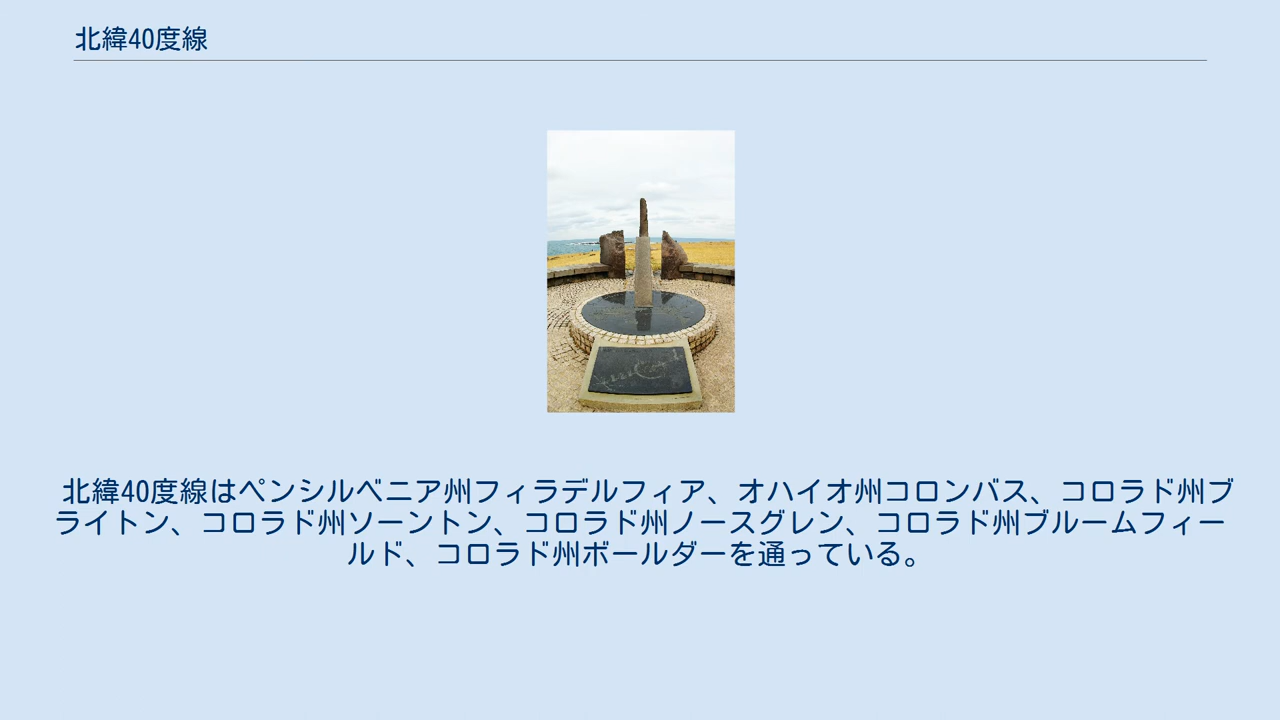 北緯40度線
北緯40度線はペンシルベニア州フィラデルフィア、オハイオ州コロンバス、コロラド州ブ
ライトン、コロラド州ソーントン、コロラド州ノースグレン、コロラド州ブルームフィー
ルド、コロラド州ボールダーを通っている。